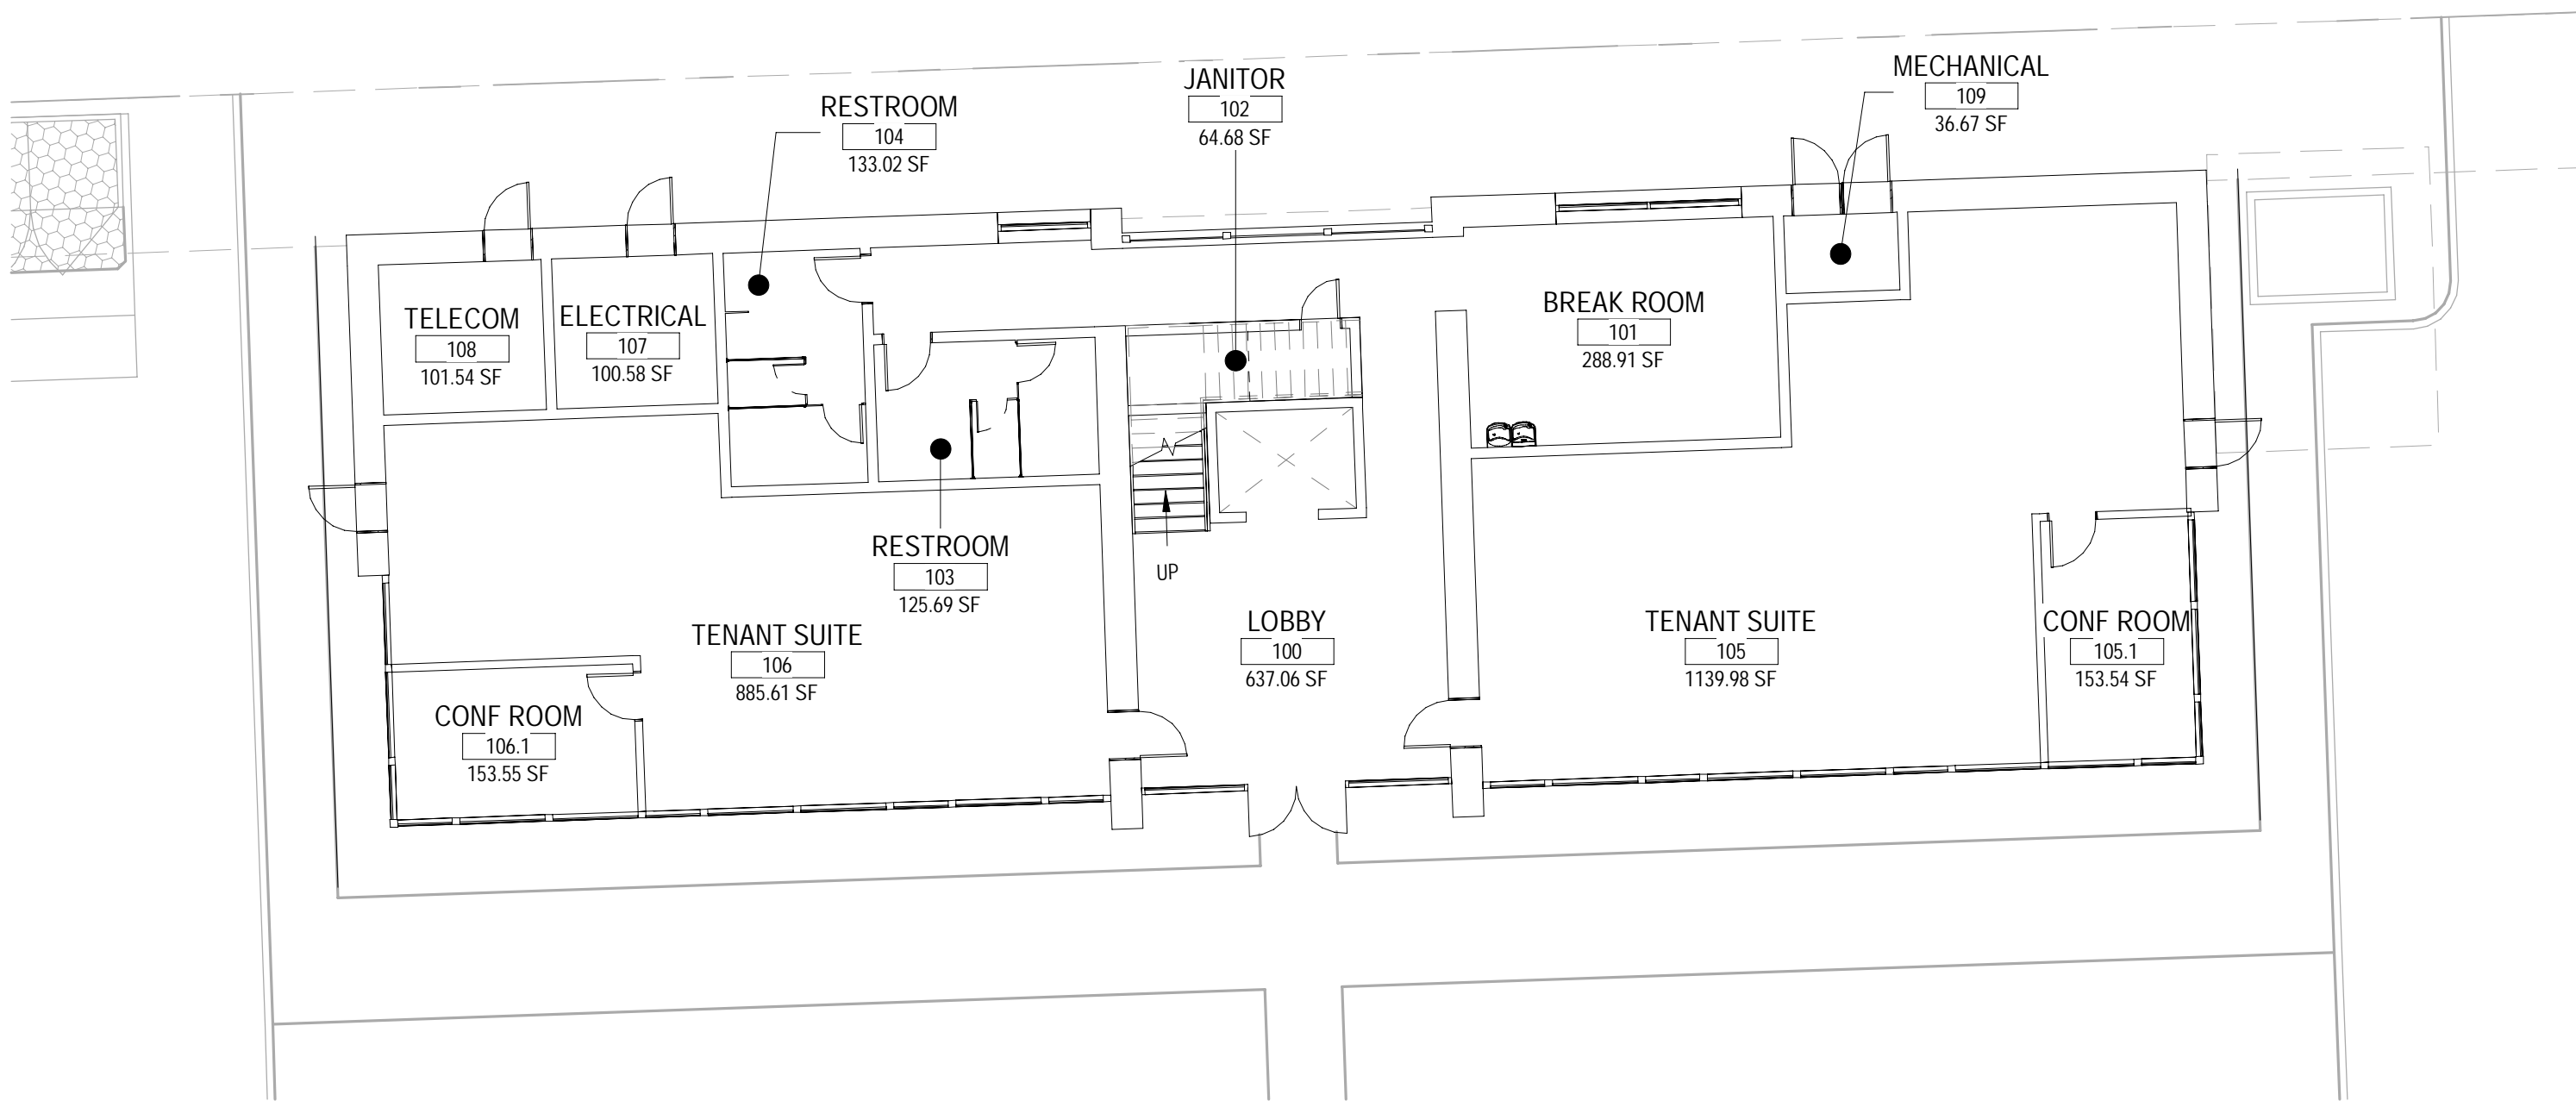 JANITOR
102
64.68 SF
MECHANICAL
109
36.67 SF
RESTROOM
104
133.02 SF
TELECOM
108
101.54 SF
ELECTRICAL
107
100.58 SF
BREAK ROOM
101
288.91 SF
RESTROOM
103
125.69 SF
UP
TENANT SUITE
106
885.61 SF
LOBBY
100
637.06 SF
TENANT SUITE
105
1139.98 SF
CONF ROOM
105.1
153.54 SF
CONF ROOM
106.1
153.55 SF